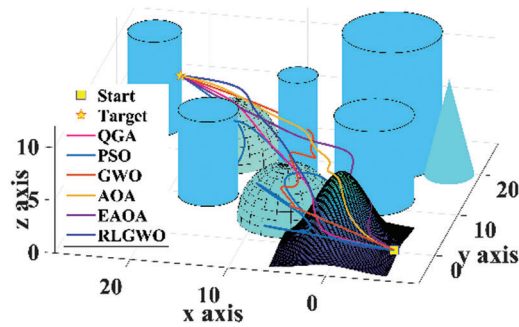 Start
Target
QGA
PSO
GWO
AOA
EAOA
RLGWO
z axis
10
5
0
20
10
0
x axis
0
10
20
y axis